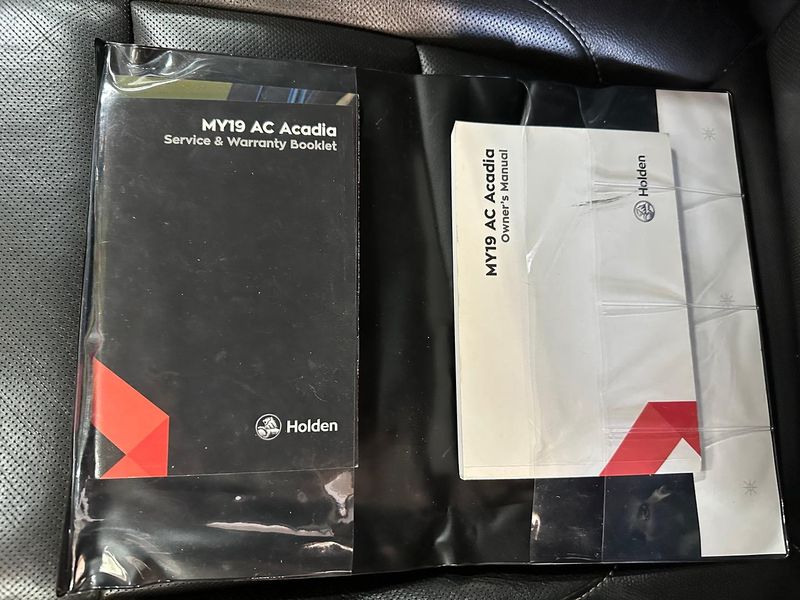 MY19 AC Acadia
Service & Warranty Booklet
Holden
MY19 AC Acadia
Owner's Manual
Holden